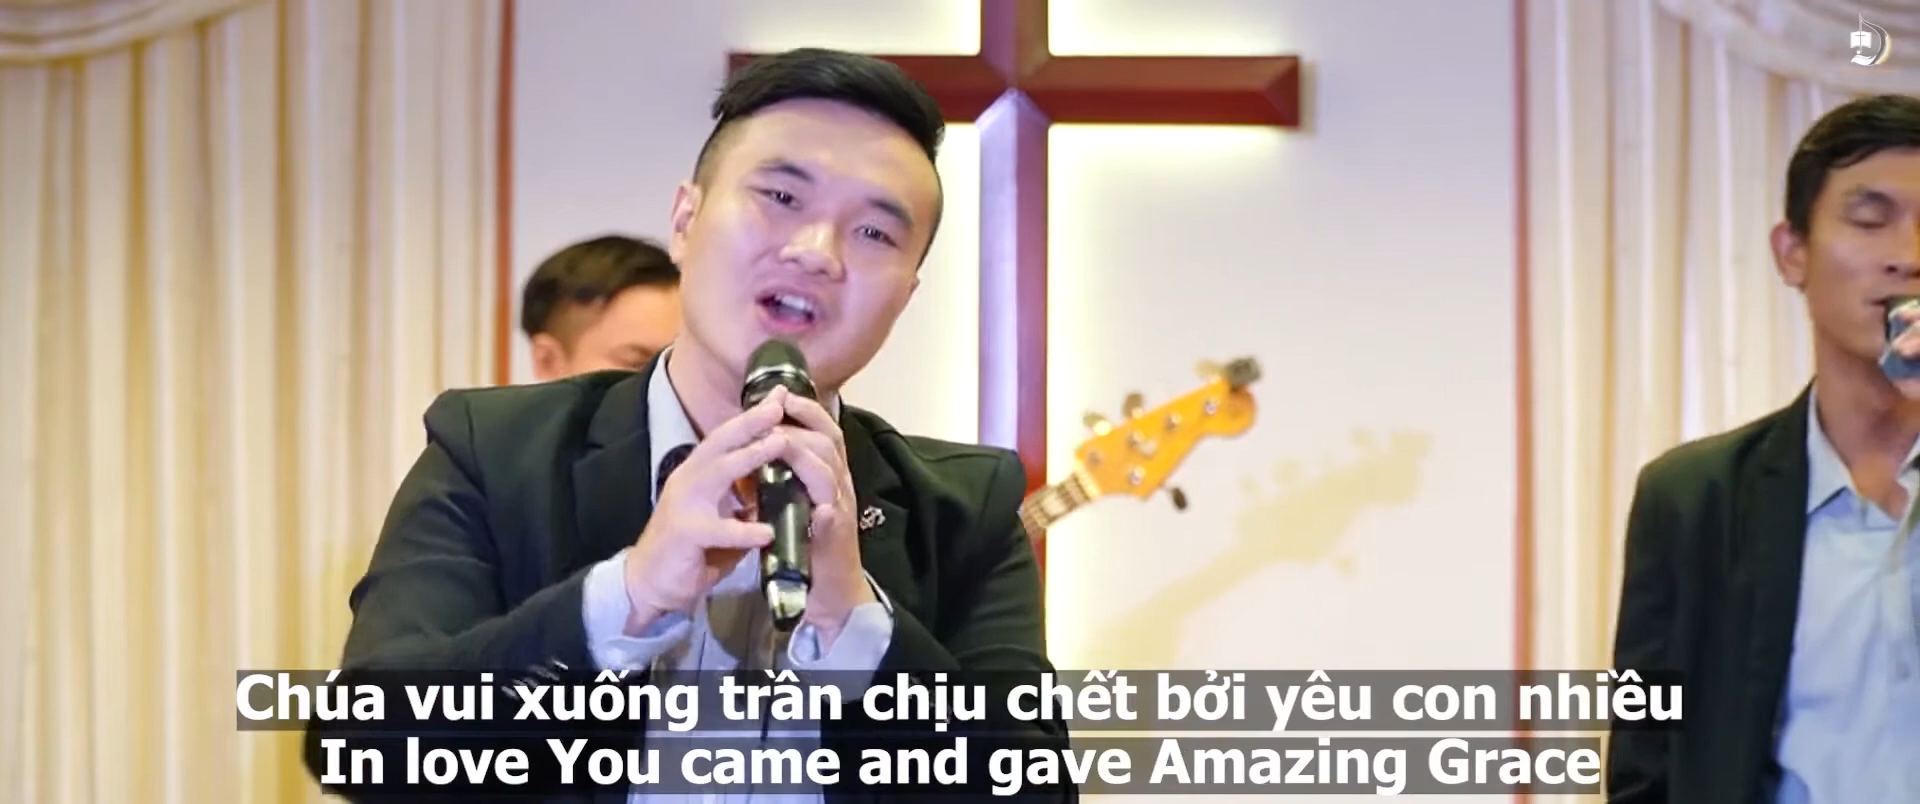 Chúa vui xuống trần chịu chết bởi yêu con nhiều
In love You came and gave Amazing Grace